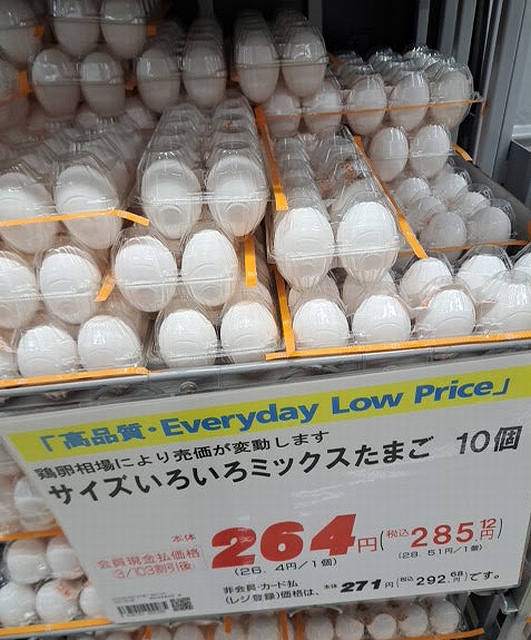 「高品質・Everyday Low Price」
鶏卵相場により売価が変動します
サイズいろいろミックスたまご 10個
会員現金払価格
3/103割引後
本体 264円 (税込 285.12円)
(26.4円/1個) (28.51円/1個)
非会員・カード払
(レジ登録)価格は、本体 271円 (税込 292.68円)です。